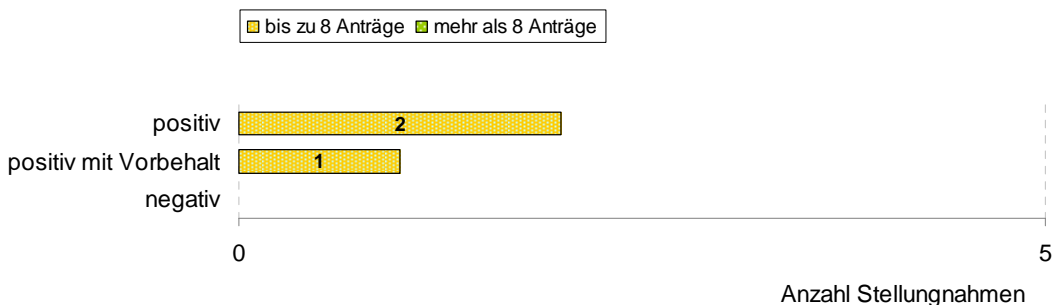 bis zu 8 Anträge mehr als 8 Anträge
positiv 2
positiv mit Vorbehalt 1
negativ
0 5
Anzahl Stellungnahmen